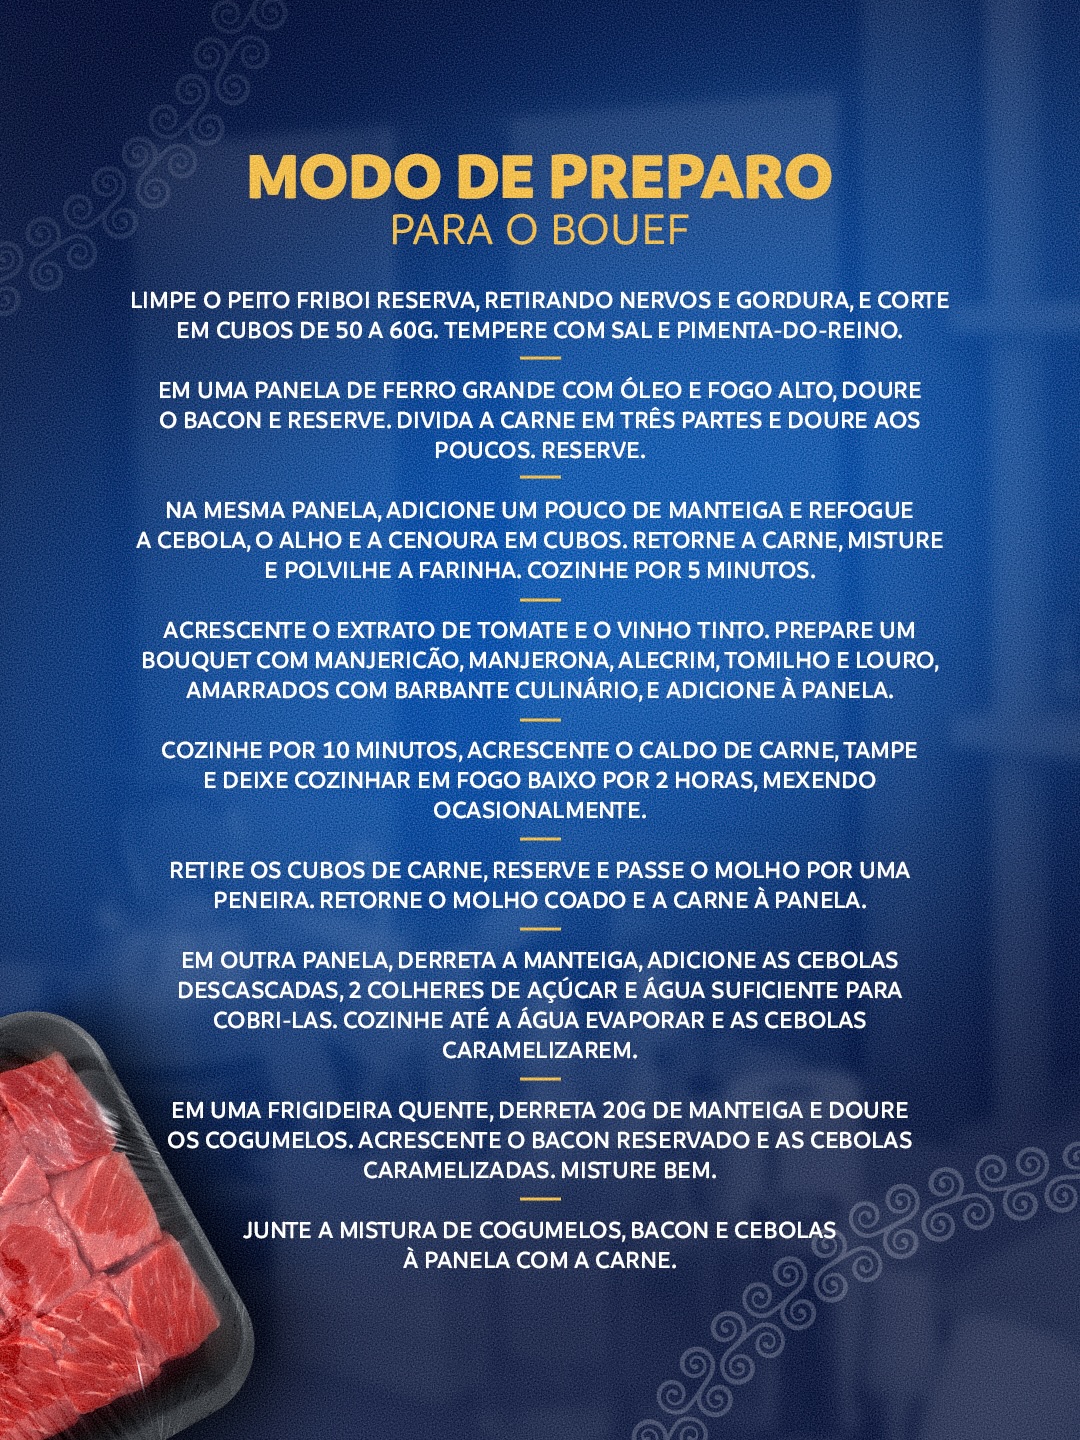 MODO DE PREPARO
PARA O BOUEF
LIMPE O PEITO FRIBOI RESERVA, RETIRANDO NERVOS E GORDURA, E CORTE
EM CUBOS DE 50 A 60G. TEMPERE COM SAL E PIMENTA-DO-REINO.
EM UMA PANELA DE FERRO GRANDE COM ÓLEO E FOGO ALTO, DOURE
O BACON E RESERVE. DIVIDA A CARNE EM TRÊS PARTES E DOURE AOS
POUCOS. RESERVE.
NA MESMA PANELA, ADICIONE UM POUCO DE MANTEIGA E REFOGUE
A CEBOLA, O ALHO E A CENOURA EM CUBOS. RETORNE A CARNE, MISTURE
E POLVILHE A FARINHA. COZINHE POR 5 MINUTOS.
ACRESCENTE O EXTRATO DE TOMATE E O VINHO TINTO. PREPARE UM
BOUQUET COM MANJERICÃO, MANJERONA, ALECRIM, TOMILHO E LOURO,
AMARRADOS COM BARBANTE CULINÁRIO, E ADICIONE À PANELA.
COZINHE POR 10 MINUTOS, ACRESCENTE O CALDO DE CARNE, TAMPE
E DEIXE COZINHAR EM FOGO BAIXO POR 2 HORAS, MEXENDO
OCASIONALMENTE.
RETIRE OS CUBOS DE CARNE, RESERVE E PASSE O MOLHO POR UMA
PENEIRA. RETORNE O MOLHO COADO E A CARNE À PANELA.
EM OUTRA PANELA, DERRETA A MANTEIGA, ADICIONE AS CEBOLAS
DESCASCADAS, 2 COLHERES DE AÇÚCAR E ÁGUA SUFICIENTE PARA
COBRI-LAS. COZINHE ATÉ A ÁGUA EVAPORAR E AS CEBOLAS
CARAMELIZAREM.
EM UMA FRIGIDEIRA QUENTE, DERRETA 20G DE MANTEIGA E DOURE
OS COGUMELOS. ACRESCENTE O BACON RESERVADO E AS CEBOLAS
CARAMELIZADAS. MISTURE BEM.
JUNTE A MISTURA DE COGUMELOS, BACON E CEBOLAS
À PANELA COM A CARNE.